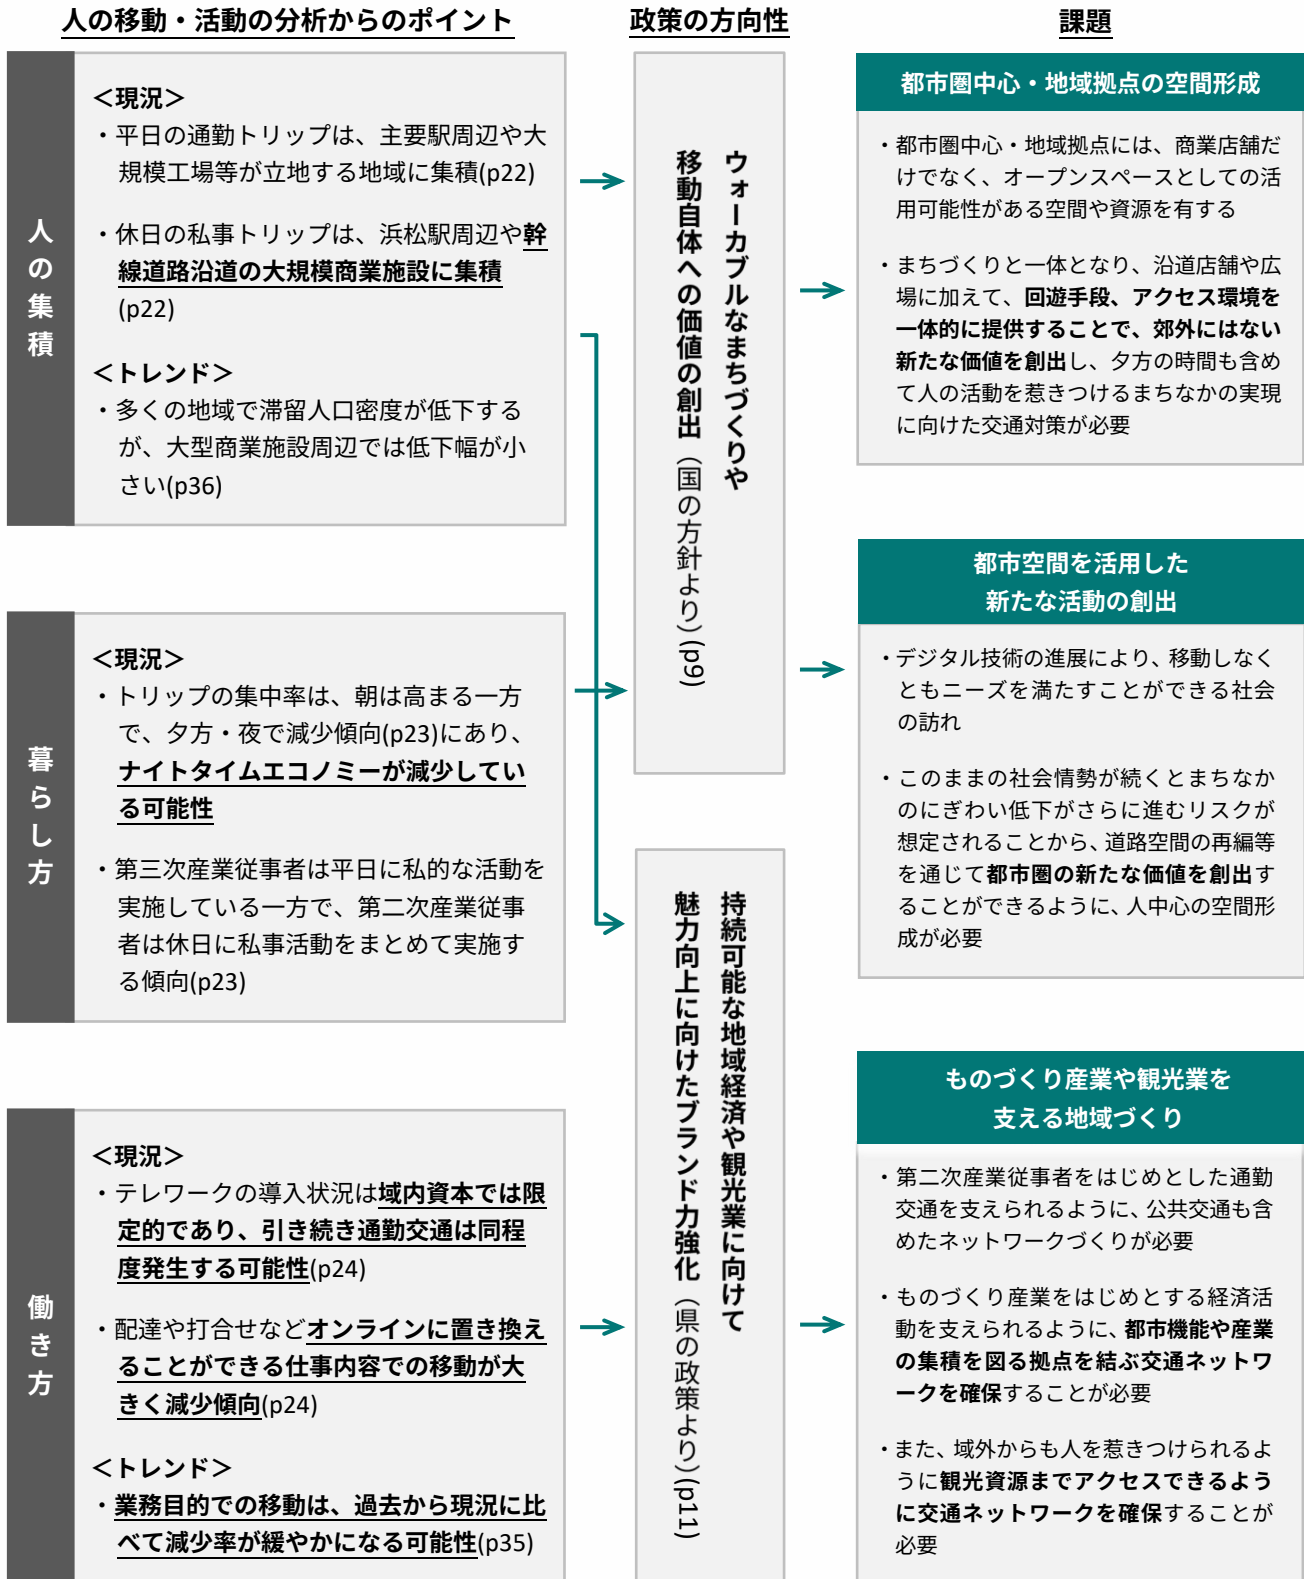 人の移動・活動の分析からのポイント
人の集積
＜現況＞
・平日の通勤トリップは、主要駅周辺や大
規模工場等が立地する地域に集積(p22)
・休日の私事トリップは、浜松駅周辺や幹
線道路沿道の大規模商業施設に集積
(p22)
＜トレンド＞
・多くの地域で滞留人口密度が低下する
が、大型商業施設周辺では低下幅が小
さい(p36)
暮らし方
＜現況＞
・トリップの集中率は、朝は高まる一方
で、夕方・夜で減少傾向(p23)にあり、
ナイトタイムエコノミーが減少してい
る可能性
・第三次産業従事者は平日に私的な活動を
実施している一方で、第二次産業従事
者は休日に私事活動をまとめて実施す
る傾向(p23)
働き方
＜現況＞
・テレワークの導入状況は域内資本では限
定的であり、引き続き通勤交通は同程
度発生する可能性(p24)
・配達や打合せなどオンラインに置き換え
ることができる仕事内容での移動が大
きく減少傾向(p24)
＜トレンド＞
・業務目的での移動は、過去から現況に比
べて減少率が緩やかになる可能性(p35)
政策の方向性
ウォーカブルなまちづくりや
移動自体への価値の創出（国の方針より）(p9)
持続可能な地域経済や観光業に向けて
魅力向上に向けたブランド力強化（県の政策より）(p11)
課題
都市圏中心・地域拠点の空間形成
・都市圏中心・地域拠点には、商業店舗だ
けでなく、オープンスペースとしての活
用可能性がある空間や資源を有する
・まちづくりと一体となり、沿道店舗や広
場に加えて、回遊手段、アクセス環境を
一体的に提供することで、郊外にはない
新たな価値を創出し、夕方の時間も含め
て人の活動を惹きつけるまちなかの実現
に向けた交通対策が必要
都市空間を活用した
新たな活動の創出
・デジタル技術の進展により、移動しなく
ともニーズを満たすことができる社会
の訪れ
・このままの社会情勢が続くとまちなか
のにぎわい低下がさらに進むリスクが
想定されることから、道路空間の再編等
を通じて都市圏の新たな価値を創出す
ることができるように、人中心の空間形
成が必要
ものづくり産業や観光業を
支える地域づくり
・第二次産業従事者をはじめとした通勤
交通を支えられるように、公共交通も含
めたネットワークづくりが必要
・ものづくり産業をはじめとする経済活
動を支えられるように、都市機能や産業
の集積を図る拠点を結ぶ交通ネットワ
ークを確保することが必要
・また、域外からも人を惹きつけられるよ
うに観光資源までアクセスできるよう
に交通ネットワークを確保することが
必要